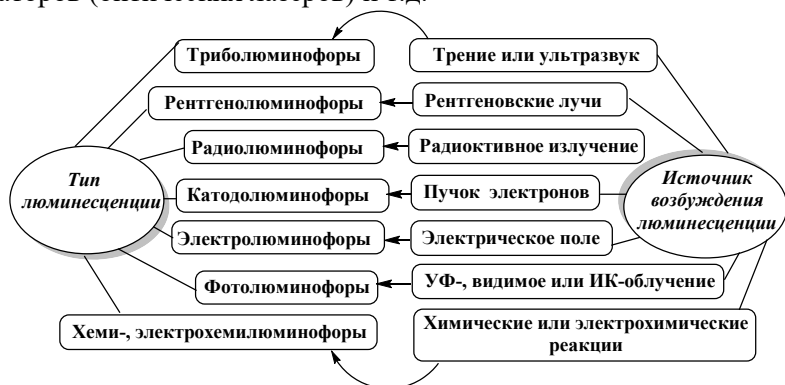 Триболюминофоры
Трение или ультразвук
Рентгенолюминофоры
Рентгеновские лучи
Радиолюминофоры
Радиоктивное излучение
Тип
люминесценции
Катодолюминофоры
Пучок электронов
Источник
возбуждения
люминесценции
Электролюминофоры
Электрическое поле
Фотолюминофоры
УФ-, видимое или ИК-облучение
Хеми-, электрохемилюминофоры
Химические или электрохимические
реакции